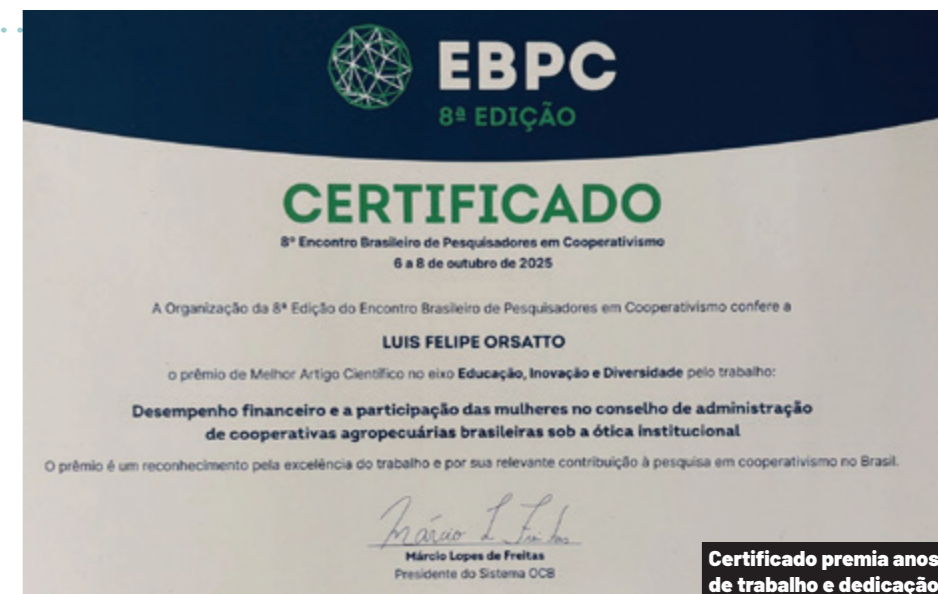 EBPC
8ª EDIÇÃO
CERTIFICADO
8º Encontro Brasileiro de Pesquisadores em Cooperativismo
6 a 8 de outubro de 2025
A Organização da 8ª Edição do Encontro Brasileiro de Pesquisadores em Cooperativismo confere a
LUIS FELIPE ORSATTO
o prêmio de Melhor Artigo Científico no eixo Educação, Inovação e Diversidade pelo trabalho:
Desempenho financeiro e a participação das mulheres no conselho de administração
de cooperativas agropecuárias brasileiras sob a ótica institucional
O prêmio é um reconhecimento pela excelência do trabalho e por sua relevante contribuição à pesquisa em cooperativismo no Brasil.
Márcio L Freitas
Márcio Lopes de Freitas
Presidente do Sistema OCB
Certificado premia anos
de trabalho e dedicação